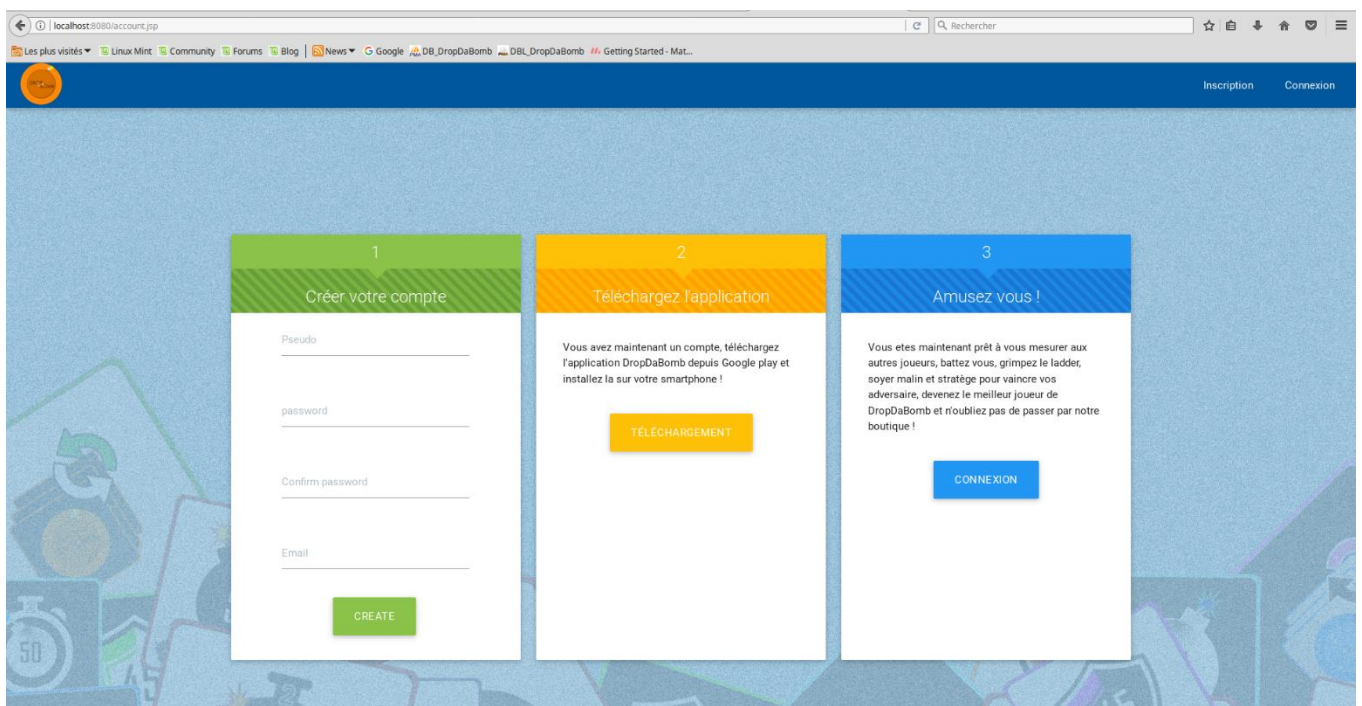 localhost:8080/account.jsp
Rechercher
Les plus visités Linux Mint Community Forums Blog News Google DB_DropDaBomb DBL_DropDaBomb Getting Started - Mat...
Inscription Connexion
1
Créer votre compte
Pseudo
password
Confirm password
Email
CREATE
2
Téléchargez l'application
Vous avez maintenant un compte, téléchargez
l'application DropDaBomb depuis Google play et
installez la sur votre smartphone !
TÉLÉCHARGEMENT
3
Amusez vous !
Vous etes maintenant prêt à vous mesurer aux
autres joueurs, battez vous, grimpez le ladder,
soyer malin et stratège pour vaincre vos
adversaire, devenez le meilleur joueur de
DropDaBomb et n'oubliez pas de passer par notre
boutique !
CONNEXION
50